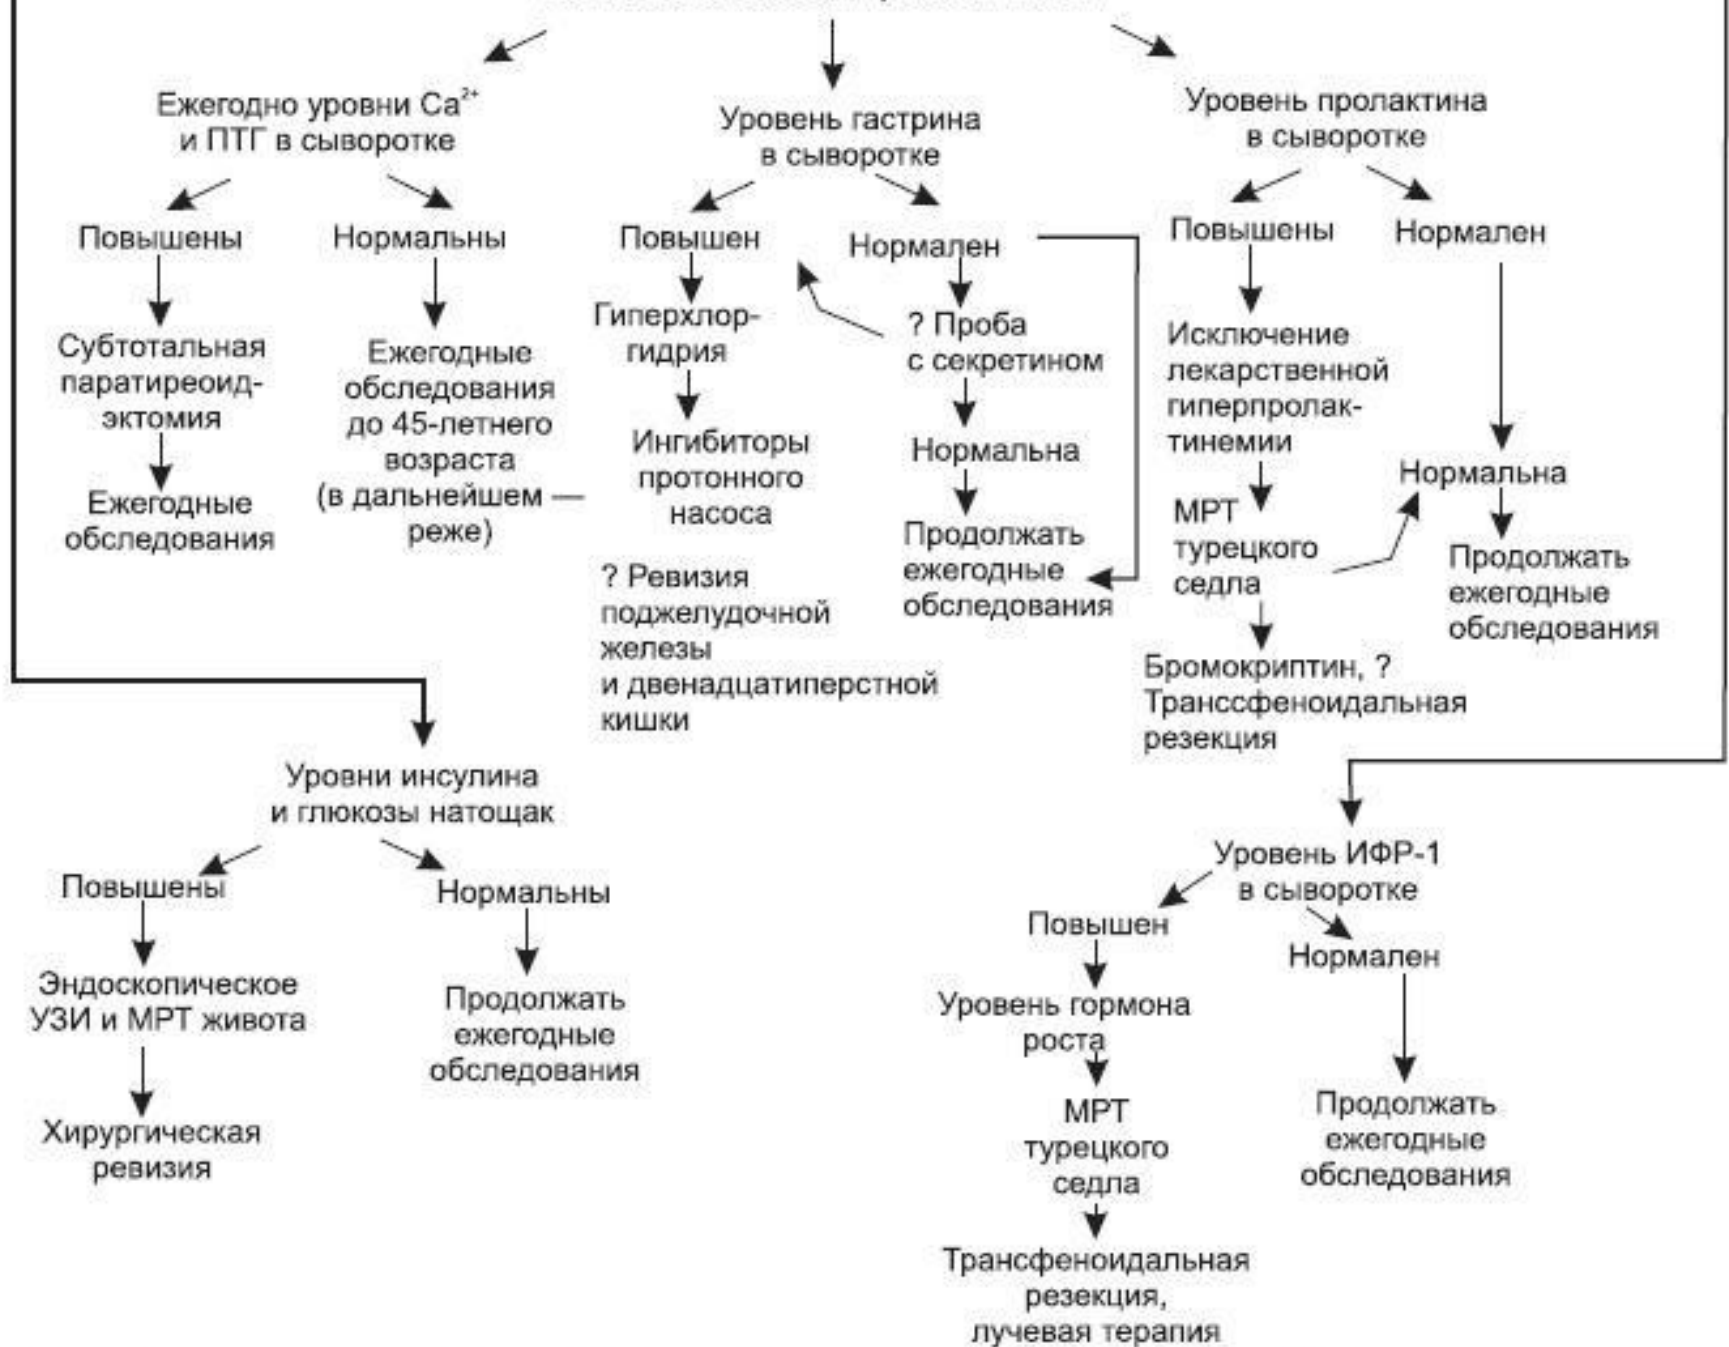 Ежегодно уровни Ca²⁺
и ПТГ в сыворотке
Повышены
Субтотальная
паратиреоид-
эктомия
Ежегодные
обследования
Нормальны
Ежегодные
обследования
до 45-летнего
возраста
(в дальнейшем —
реже)
Уровень гастрина
в сыворотке
Повышен
Гиперхлор-
гидрия
Ингибиторы
протонного
насоса
? Ревизия
поджелудочной
железы
и двенадцатиперстной
кишки
Нормален
? Проба
с секретином
Нормальна
Продолжать
ежегодные
обследования
Уровень пролактина
в сыворотке
Повышены
Исключение
лекарственной
гиперпролак-
тинемии
МРТ
турецкого
седла
Бромокриптин, ?
Транссфеноидальная
резекция
Нормален
Нормальна
Продолжать
ежегодные
обследования
Уровни инсулина
и глюкозы натощак
Повышены
Эндоскопическое
УЗИ и МРТ живота
Хирургическая
ревизия
Нормальны
Продолжать
ежегодные
обследования
Уровень ИФР-1
в сыворотке
Повышен
Уровень гормона
роста
МРТ
турецкого
седла
Трансфеноидальная
резекция,
лучевая терапия
Нормален
Продолжать
ежегодные
обследования